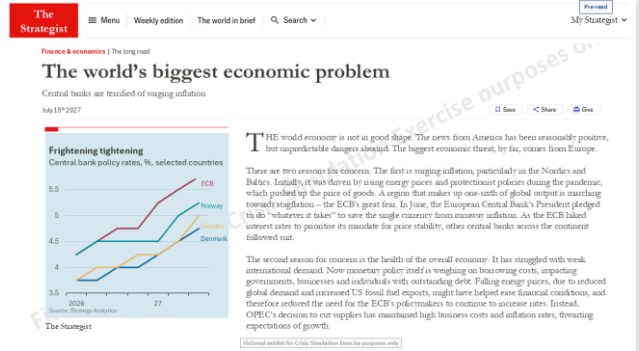 Pre-read
The
Strategist
Menu
Weekly edition
The world in brief
Search
My Strategist
Finance & economics | The long road
The world's biggest economic problem
Central banks are terrified of surging inflation
July 15th 2027
Save
Share
Give
Frightening tightening
Central bank policy rates, %, selected countries
5.5
5
4.5
4
3.5
ECB
Norway
Sweden
Denmark
2026
27
Source: Strategy Analytics
The Strategist
THE world economy is not in good shape. The news from America has been reasonably positive,
but unpredictable dangers abound. The biggest economic threat, by far, comes from Europe.
There are two reasons for concern. The first is surging inflation, particularly in the Nordics and
Baltics. Initially, it was driven by using energy prices and protectionist policies during the pandemic,
which pushed up the price of goods. A region that makes up one-sixth of global output is marching
towards stagflation – the ECB's great fear. In June, the European Central Bank's President pledged
to do "whatever it takes" to save the single currency from runaway inflation. As the ECB hiked
interest rates to prioritise its mandate for price stability, other central banks across the continent
followed suit.
The second reason for concern is the health of the overall economy. It has struggled with weak
international demand. Now monetary policy itself is weighing on borrowing costs, impacting
governments, businesses and individuals with outstanding debt. Falling energy prices, due to reduced
global demand and increased US fossil fuel exports, might have helped ease financial conditions, and
therefore reduced the need for the ECB's policymakers to continue to increase rates. Instead,
OPEC's decision to cut supplies has maintained high business costs and inflation rates, thwarting
expectations of growth.
Fictional exhibit for Crisis Simulation Exercise purposes only